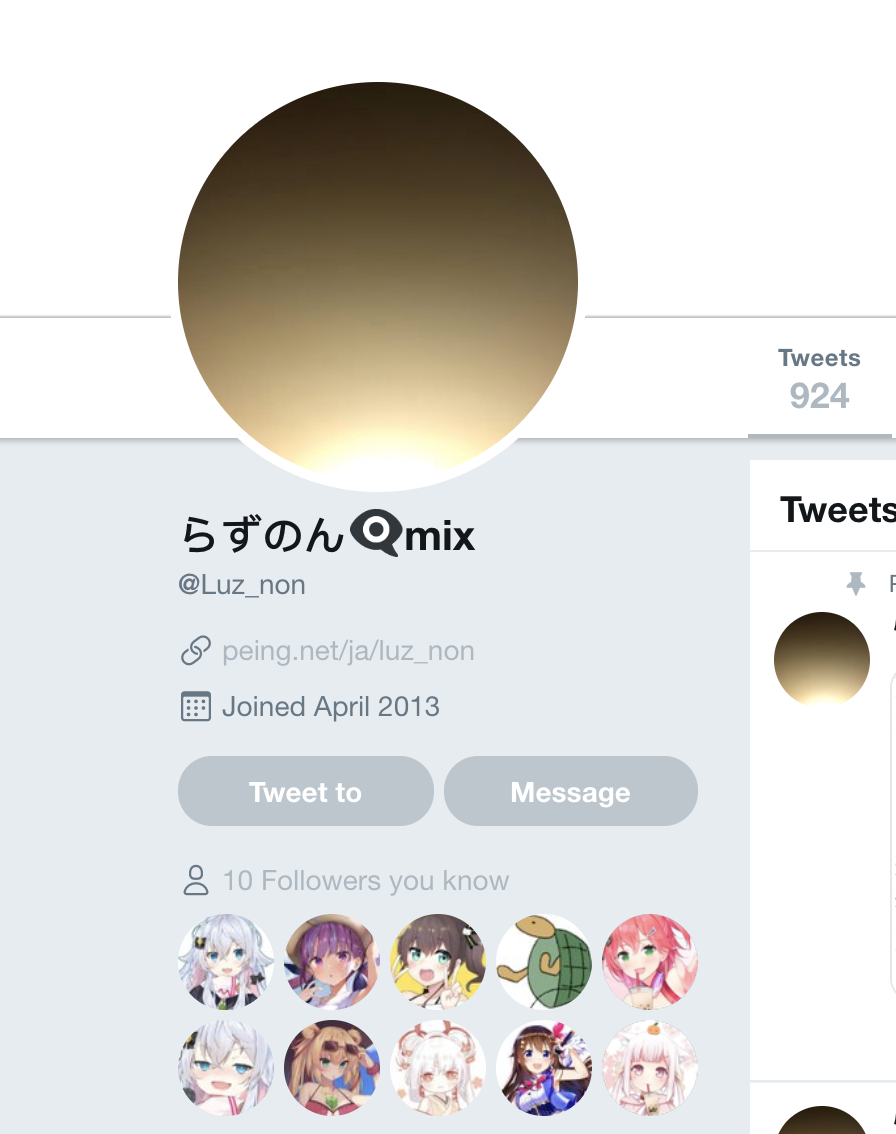 Tweets
924
らずのん👁‍🗨mix
@Luz_non
peing.net/ja/luz_non
Joined April 2013
Tweet to
Message
10 Followers you know
Tweets